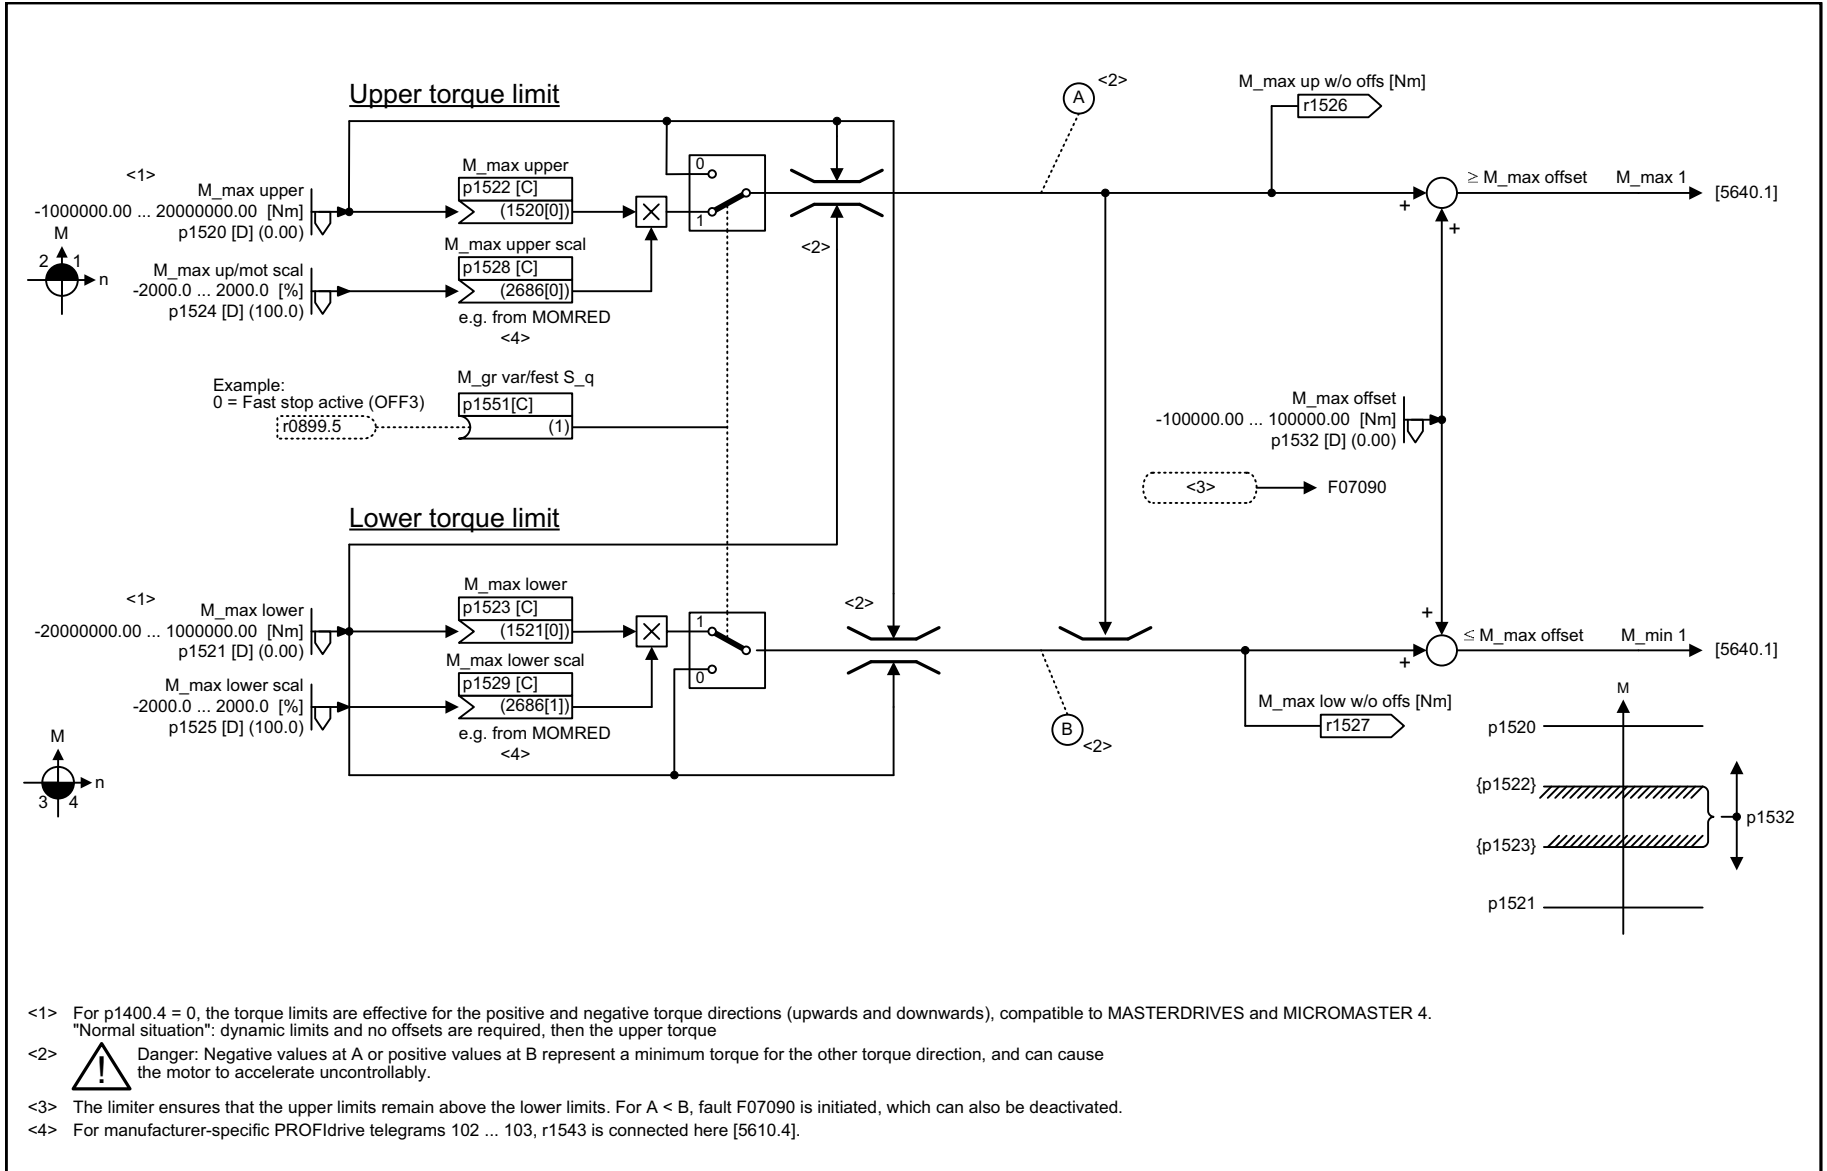 Upper torque limit
<1>
M_max upper
-1000000.00 ... 20000000.00 [Nm]
p1520 [D] (0.00)
M
2 1
n
M_max up/mot scal
-2000.0 ... 2000.0 [%]
p1524 [D] (100.0)
M_max upper
p1522 [C]
(1520[0])
M_max upper scal
p1528 [C]
(2686[0])
e.g. from MOMRED
<4>
0
1
<2>
A
<2>
M_max up w/o offs [Nm]
r1526
+
+
≥ M_max offset
M_max 1
[5640.1]
Example:
0 = Fast stop active (OFF3)
r0899.5
M_gr var/fest S_q
p1551[C]
(1)
M_max offset
-100000.00 ... 100000.00 [Nm]
p1532 [D] (0.00)
<3>
F07090
Lower torque limit
<1>
M_max lower
-20000000.00 ... 1000000.00 [Nm]
p1521 [D] (0.00)
M_max lower scal
-2000.0 ... 2000.0 [%]
p1525 [D] (100.0)
M
n
3 4
M_max lower
p1523 [C]
(1521[0])
M_max lower scal
p1529 [C]
(2686[1])
e.g. from MOMRED
<4>
1
0
<2>
B
<2>
M_max low w/o offs [Nm]
r1527
+
+
≤ M_max offset
M_min 1
[5640.1]
M
p1520
{p1522}
{p1523}
p1521
p1532
<1> For p1400.4 = 0, the torque limits are effective for the positive and negative torque directions (upwards and downwards), compatible to MASTERDRIVES and MICROMASTER 4.
"Normal situation": dynamic limits and no offsets are required, then the upper torque
<2> ! Danger: Negative values at A or positive values at B represent a minimum torque for the other torque direction, and can cause
the motor to accelerate uncontrollably.
<3> The limiter ensures that the upper limits remain above the lower limits. For A < B, fault F07090 is initiated, which can also be deactivated.
<4> For manufacturer-specific PROFIdrive telegrams 102 ... 103, r1543 is connected here [5610.4].